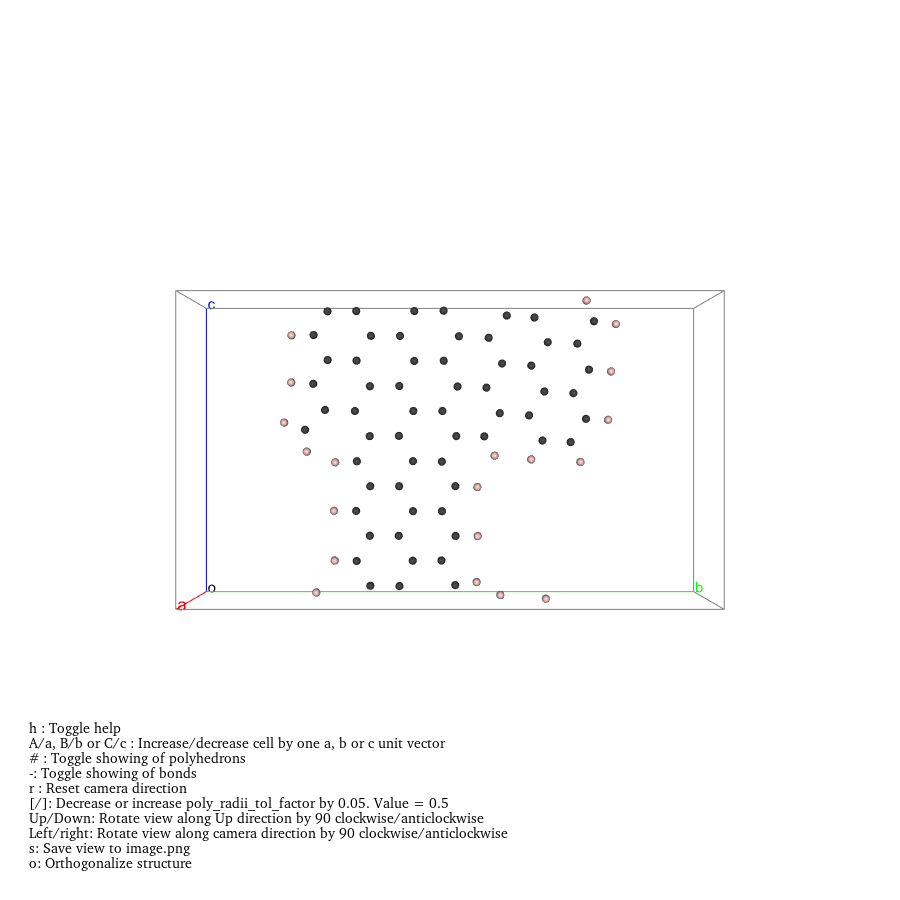 c
o
a
b
h : Toggle help
A/a, B/b or C/c : Increase/decrease cell by one a, b or c unit vector
# : Toggle showing of polyhedrons
-: Toggle showing of bonds
r : Reset camera direction
[/]: Decrease or increase poly_radii_tol_factor by 0.05. Value = 0.5
Up/Down: Rotate view along Up direction by 90 clockwise/anticlockwise
Left/right: Rotate view along camera direction by 90 clockwise/anticlockwise
s: Save view to image.png
o: Orthogonalize structure